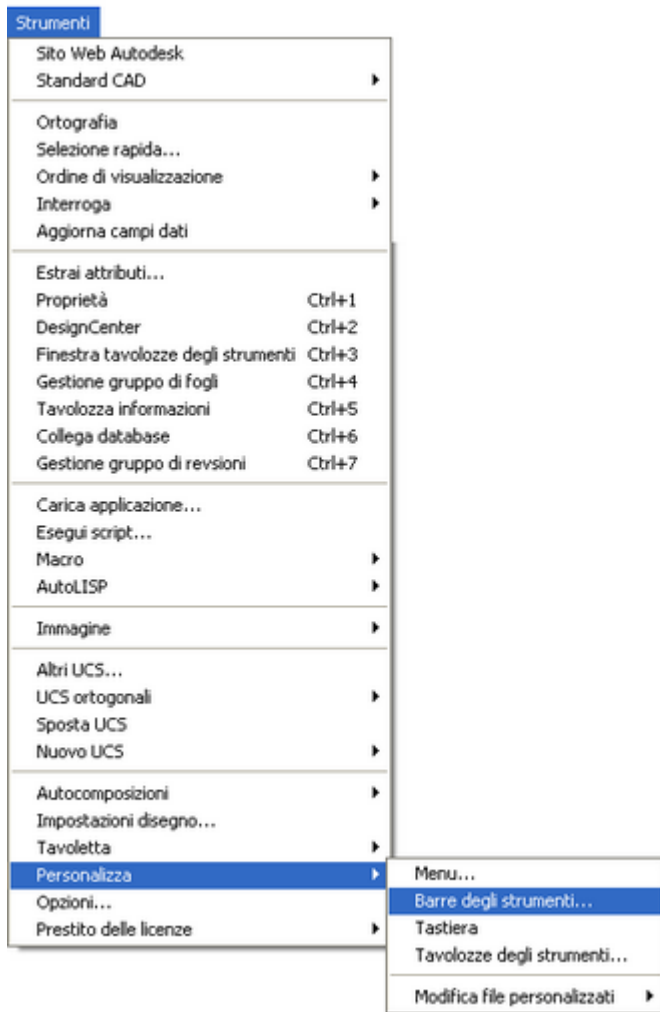 Strumenti
Sito Web Autodesk
Standard CAD
Ortografia
Selezione rapida...
Ordine di visualizzazione
Interroga
Aggiorna campi dati
Estrai attributi...
Proprietà Ctrl+1
DesignCenter Ctrl+2
Finestra tavolozze degli strumenti Ctrl+3
Gestione gruppo di fogli Ctrl+4
Tavolozza informazioni Ctrl+5
Collega database Ctrl+6
Gestione gruppo di revsioni Ctrl+7
Carica applicazione...
Esegui script...
Macro
AutoLISP
Immagine
Altri UCS...
UCS ortogonali
Sposta UCS
Nuovo UCS
Autocomposizioni
Impostazioni disegno...
Tavoletta
Personalizza
Opzioni...
Prestito delle licenze
Menu...
Barre degli strumenti...
Tastiera
Tavolozze degli strumenti...
Modifica file personalizzati